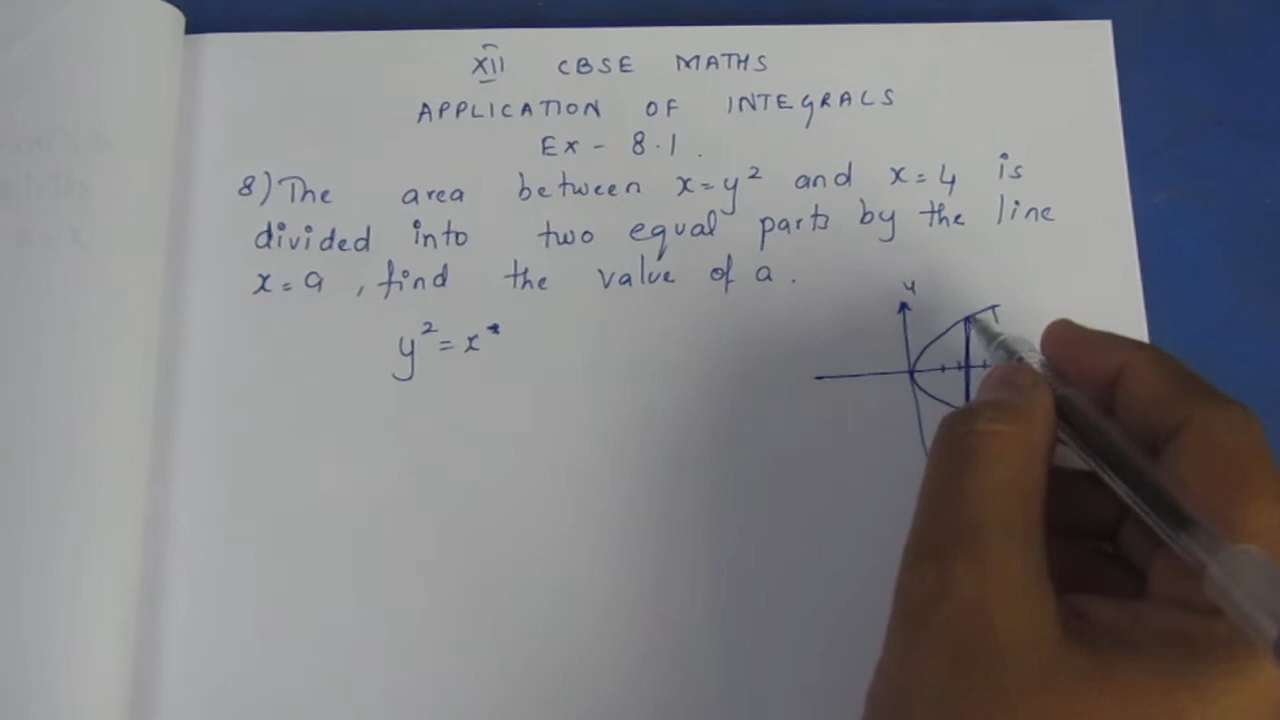 XII CBSE MATHS
APPLICATION OF INTEGRALS
Ex - 8.1.
8) The area between x = y² and x = 4 is
divided into two equal parts by the line
x = a, find the value of a.
y
y² = x